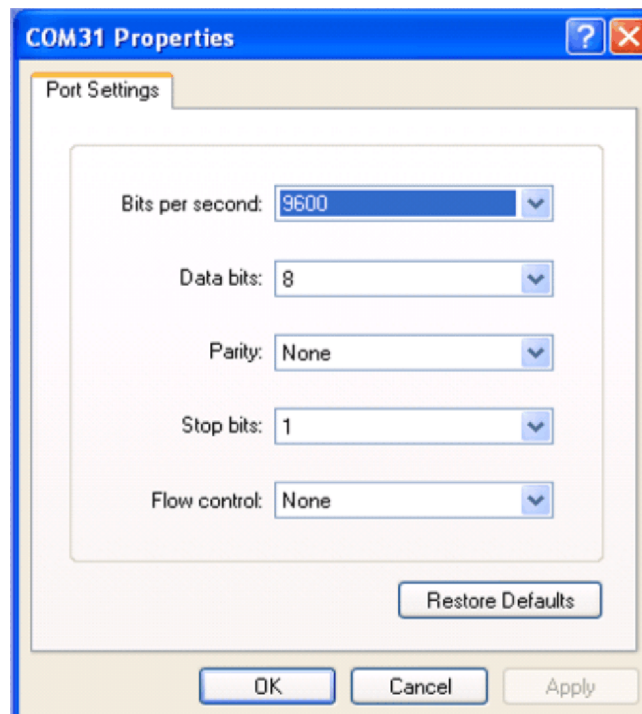 COM31 Properties
Port Settings
Bits per second: 9600
Data bits: 8
Parity: None
Stop bits: 1
Flow control: None
Restore Defaults
OK Cancel Apply